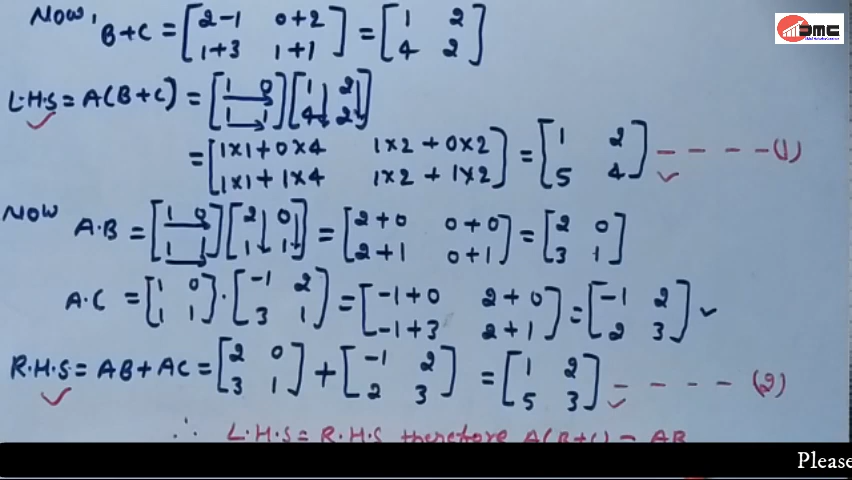 Now, B+C = [2-1 0+2; 1+3 1+1] = [1 2; 4 2]
L.H.S = A(B+C) = [1 0; 1 1][1 2; 4 2]
= [1×1+0×4 1×2+0×2; 1×1+1×4 1×2+1×2] = [1 2; 5 4] - - - - (1)
Now A·B = [1 0; 1 1][2 0; 1 1] = [2+0 0+0; 2+1 0+1] = [2 0; 3 1]
A·C = [1 0; 1 1]·[-1 2; 3 1] = [-1+0 2+0; -1+3 2+1] = [-1 2; 2 3]
R.H.S = AB + AC = [2 0; 3 1] + [-1 2; 2 3] = [1 2; 5 3] - - - - (2)
∴ L.H.S = R.H.S therefore A(B+C) = AB
Please